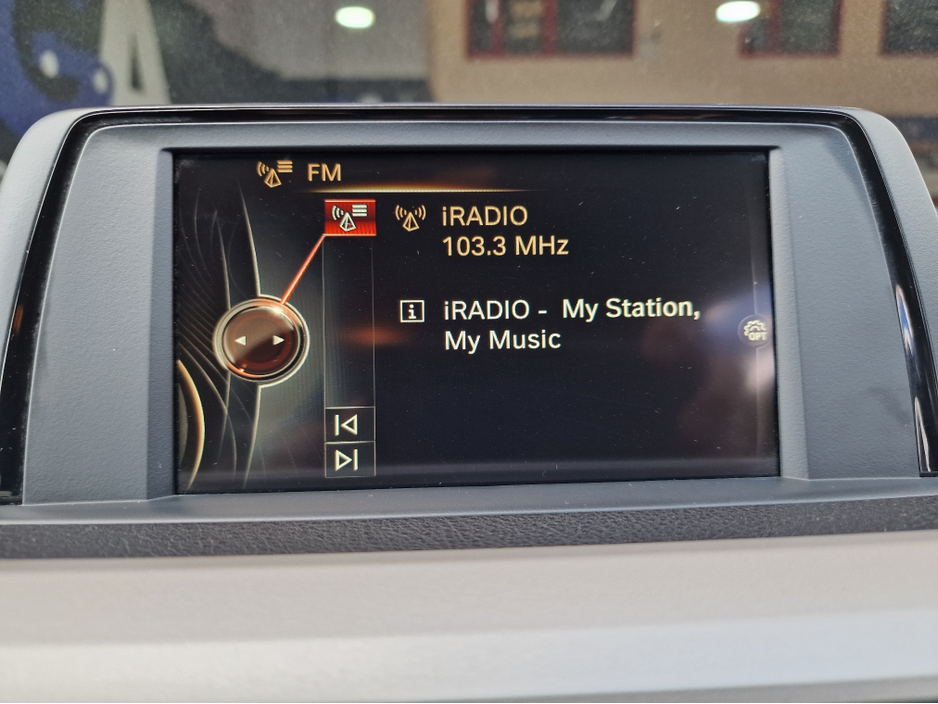 FM
iRADIO
103.3 MHz
iRADIO - My Station,
My Music
OPT